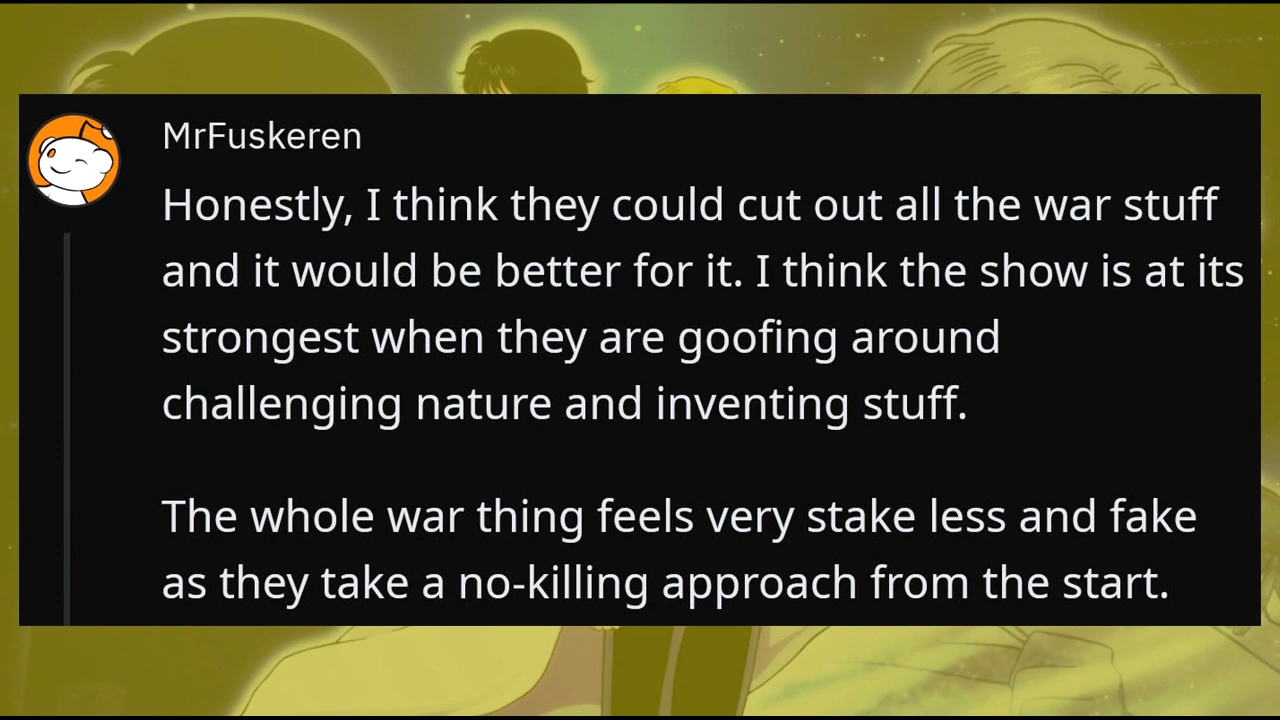 MrFuskeren
Honestly, I think they could cut out all the war stuff
and it would be better for it. I think the show is at its
strongest when they are goofing around
challenging nature and inventing stuff.
The whole war thing feels very stake less and fake
as they take a no-killing approach from the start.